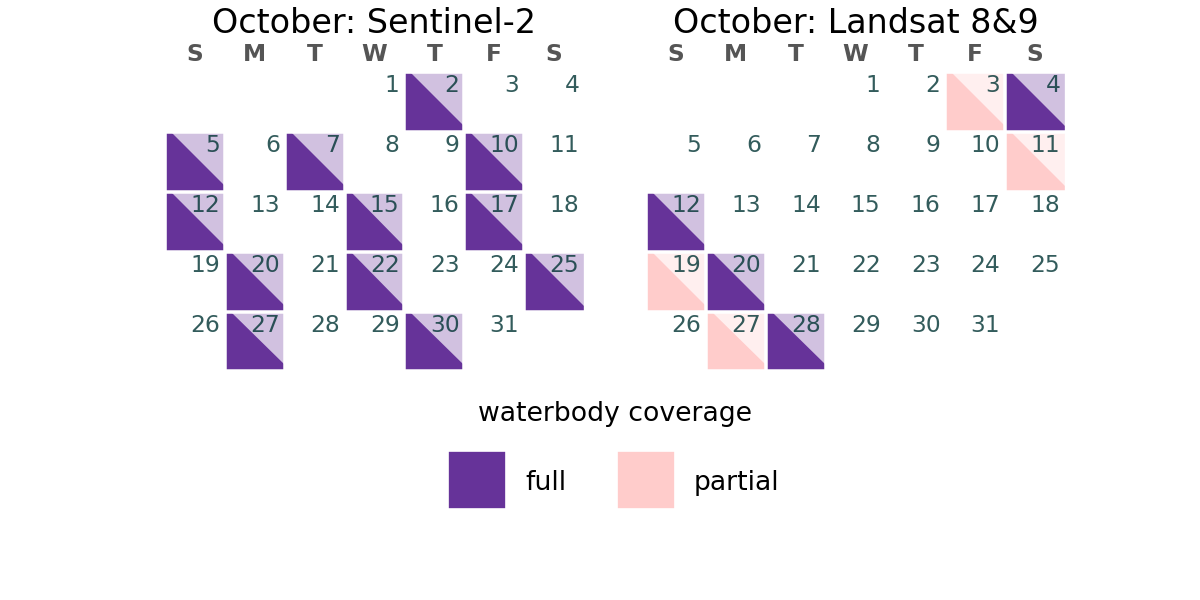 October: Sentinel-2
S M T W T F S
1 2 3 4
5 6 7 8 9 10 11
12 13 14 15 16 17 18
19 20 21 22 23 24 25
26 27 28 29 30 31
October: Landsat 8&9
S M T W T F S
1 2 3 4
5 6 7 8 9 10 11
12 13 14 15 16 17 18
19 20 21 22 23 24 25
26 27 28 29 30 31
waterbody coverage
full partial